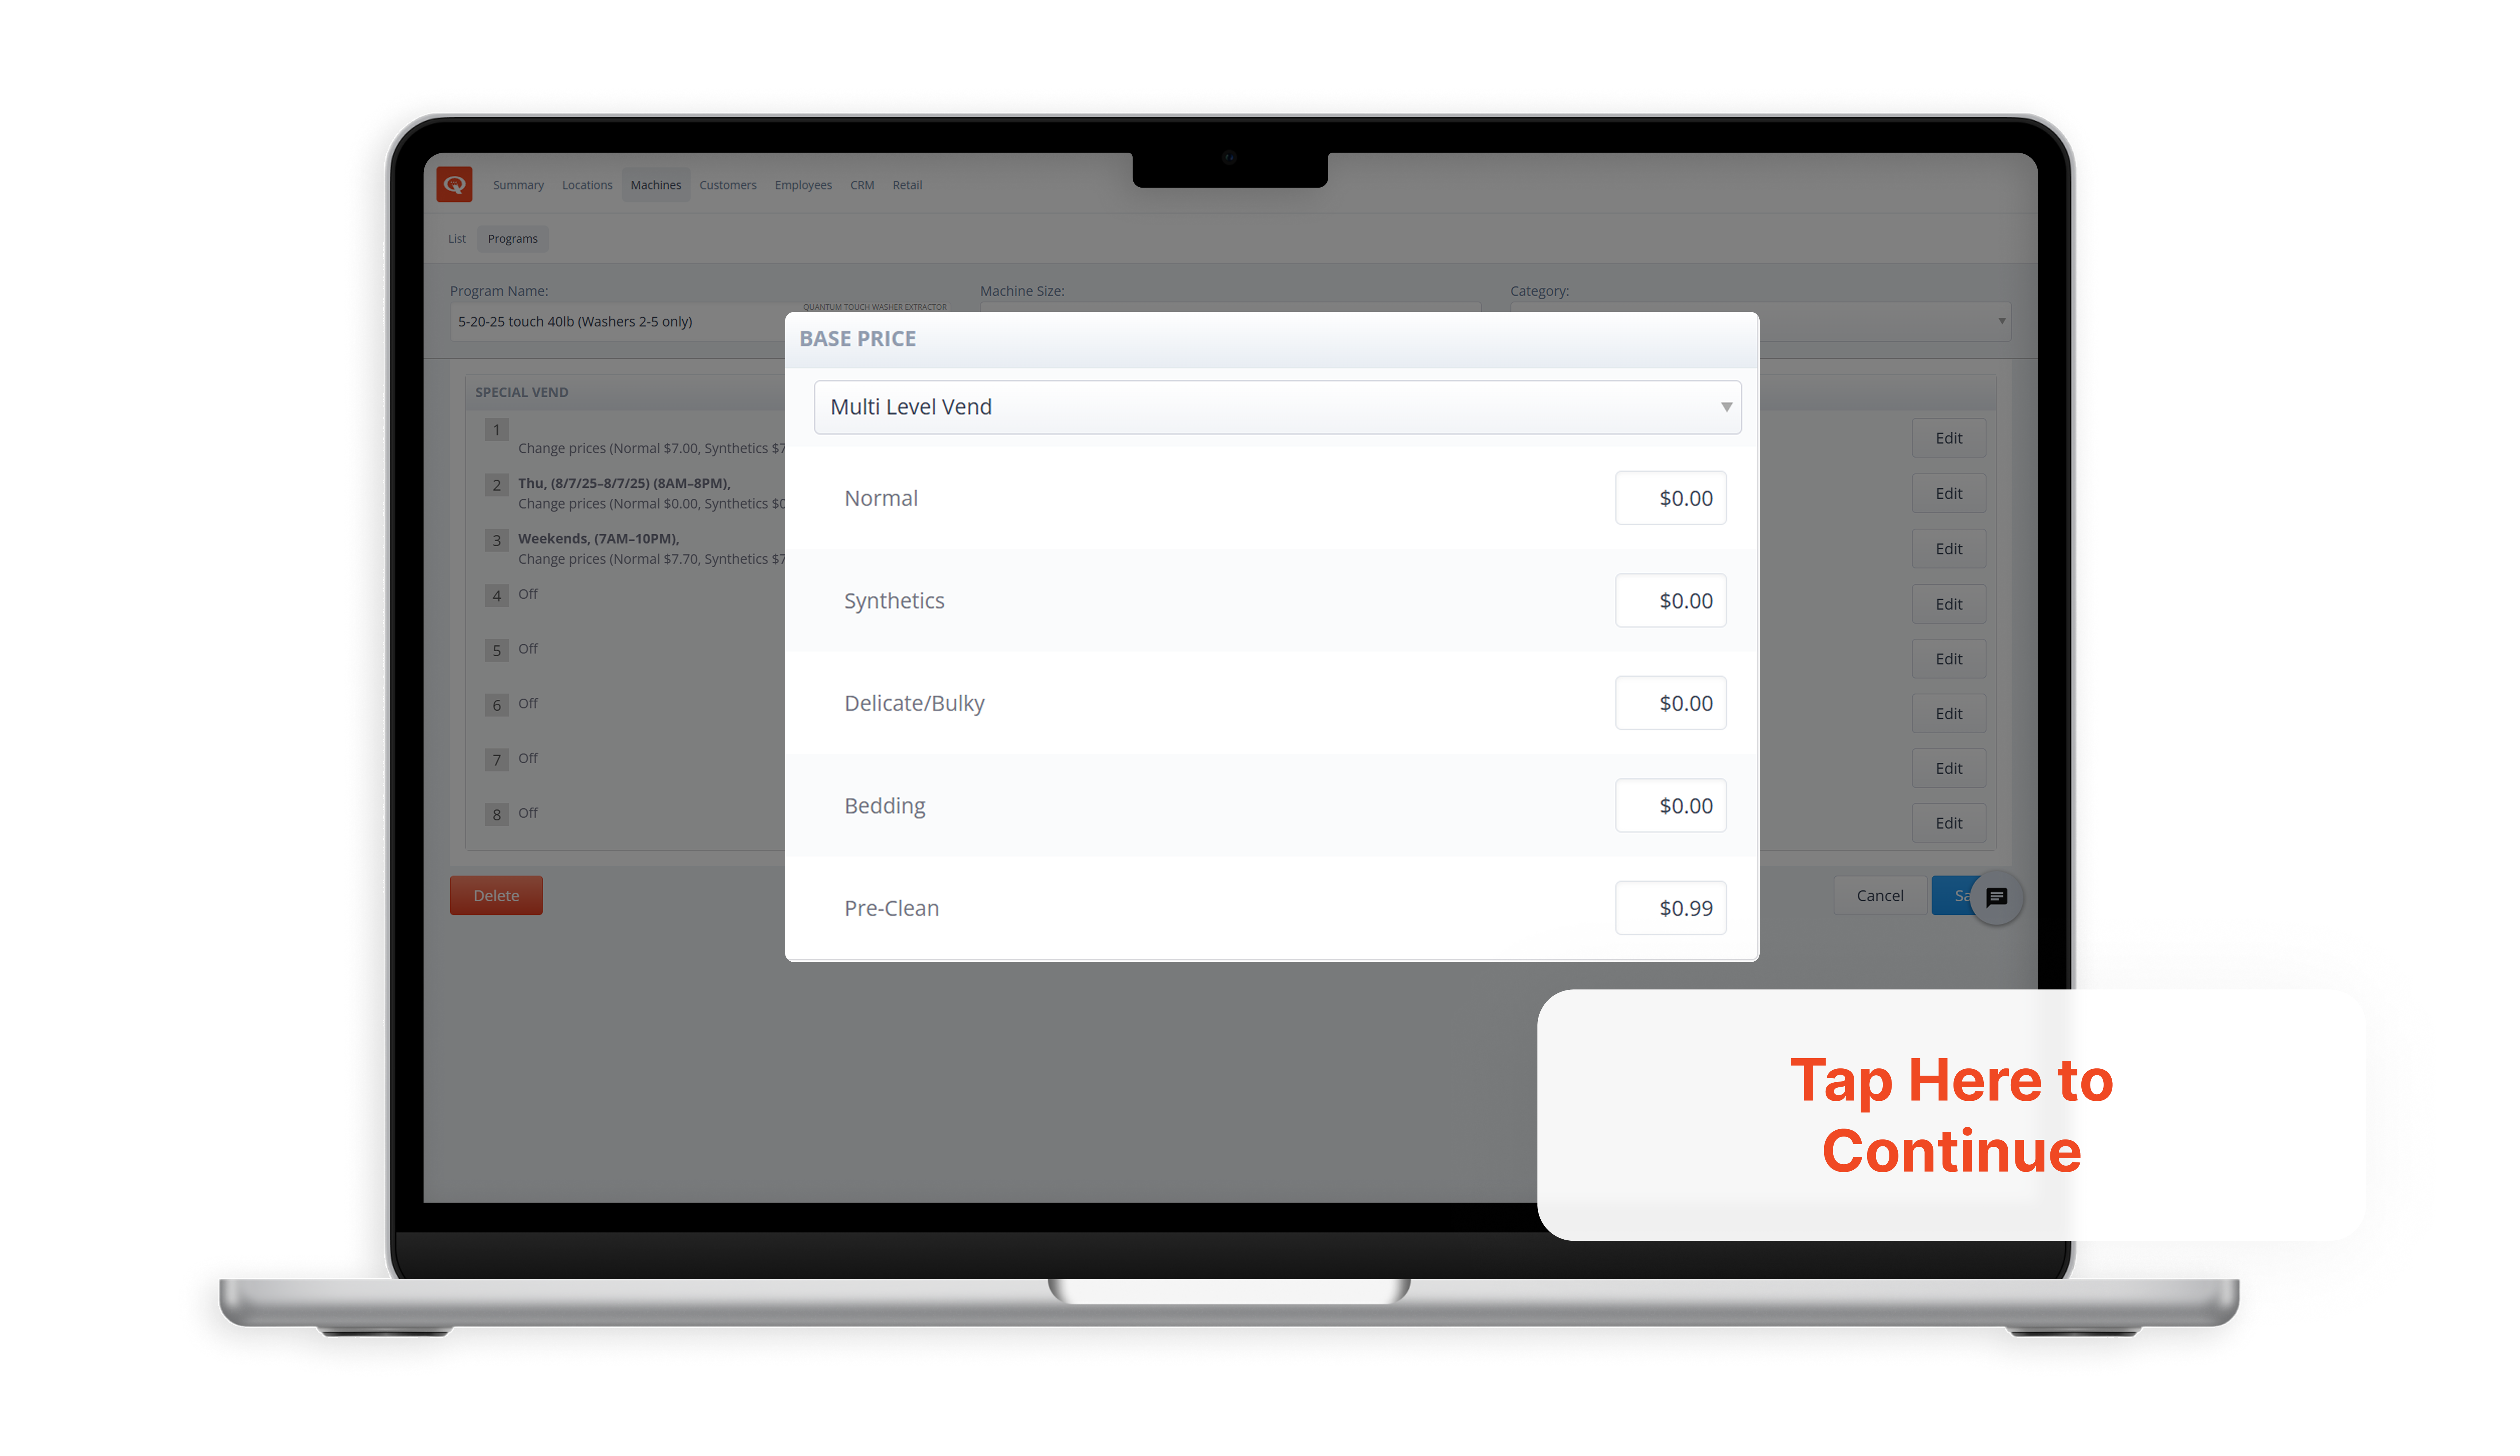 Summary Locations Machines Customers Employees CRM Retail
List Programs
Program Name: Machine Size: Category:
QUANTUM TOUCH WASHER EXTRACTOR
5-20-25 touch 40lb (Washers 2-5 only)
BASE PRICE
Multi Level Vend
Normal $0.00
Synthetics $0.00
Delicate/Bulky $0.00
Bedding $0.00
Pre-Clean $0.99
SPECIAL VEND
1 Edit
Change prices (Normal $7.00, Synthetics $7
2 Thu, (8/7/25–8/7/25) (8AM–8PM), Edit
Change prices (Normal $0.00, Synthetics $0
3 Weekends, (7AM–10PM), Edit
Change prices (Normal $7.70, Synthetics $7
4 Off Edit
5 Off Edit
6 Off Edit
7 Off Edit
8 Off Edit
Delete Cancel
Tap Here to
Continue